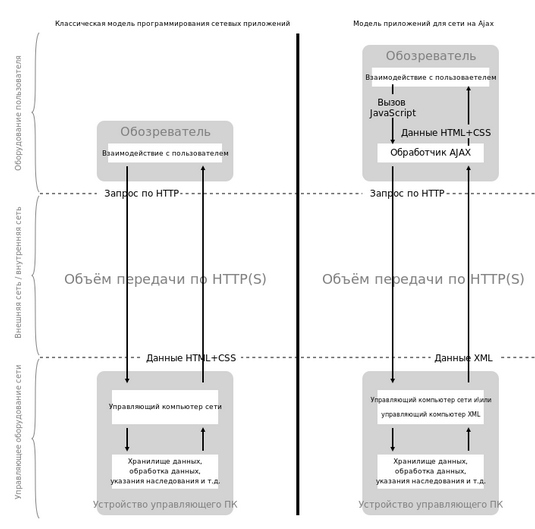 Классическая модель программирования сетевых приложений
Модель приложений для сети на Ajax
Оборудование пользователя
Обозреватель
Взаимодействие с пользователем
Обозреватель
Взаимодействие с пользоваетелем
Вызов
JavaScript
Данные HTML+CSS
Обработчик AJAX
Запрос по HTTP
Запрос по HTTP
Внешняя сеть / внутренняя сеть
Объём передачи по HTTP(S)
Объём передачи по HTTP(S)
Данные HTML+CSS
Данные XML
Управляющее оборудование сети
Управляющий компьютер сети
Хранилище данных,
обработка данных,
указания наследования и т.д.
Устройство управляющего ПК
Управляющий компьютер сети и\или
управляющий компьютер XML
Хранилище данных,
обработка данных,
указания наследования и т.д.
Устройство управляющего ПК